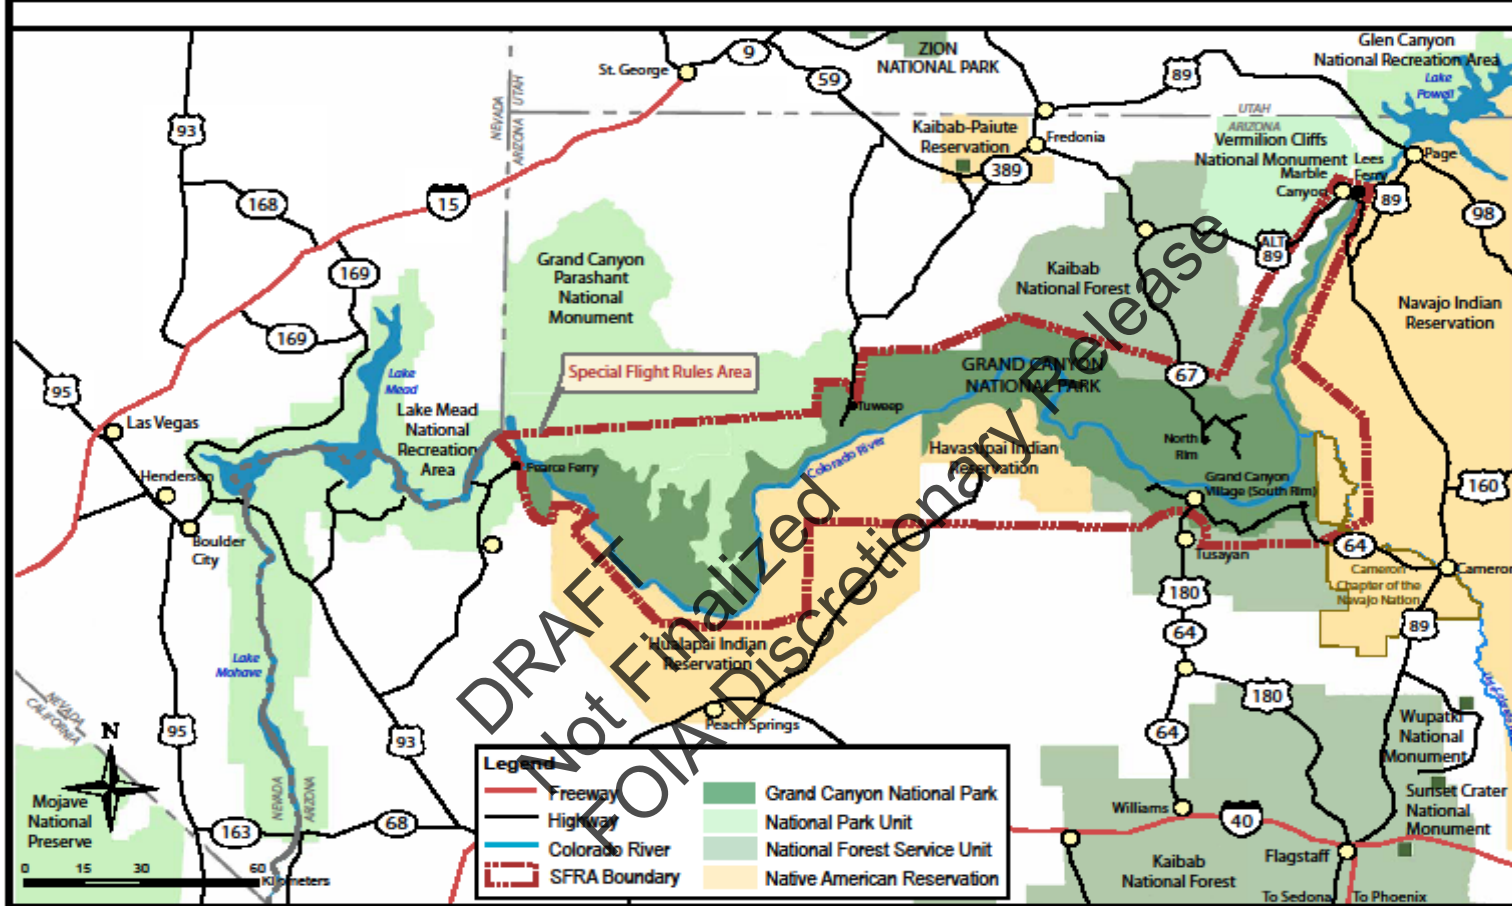 ZION
NATIONAL PARK
Glen Canyon
National Recreation Area
Lake
Powell
St. George
9
59
89
93
NEVADA
UTAH
ARIZONA
UTAH
ARIZONA
Kaibab-Paiute
Reservation
Fredonia
389
Vermilion Cliffs
National Monument
Lees
Ferry
Marble
Canyon
Page
89
98
168
15
169
169
ALT
89
Grand Canyon
Parashant
National
Monument
Kaibab
National Forest
Navajo Indian
Reservation
95
Lake
Mead
Special Flight Rules Area
GRAND CANYON
NATIONAL PARK
67
Las Vegas
Lake Mead
National
Recreation
Area
Tuweep
Colorado River
Havasupai Indian
Reservation
North
Rim
Henderson
Pearce Ferry
Grand Canyon
Village (South Rim)
160
Boulder
City
Tusayan
64
Cameron
Cameron
Chapter of the
Navajo Nation
180
89
64
Lake
Mohave
Hualapai Indian
Reservation
Peach Springs
NEVADA
CALIFORNIA
N
95
93
64
180
Wupatki
National
Monument
Sunset Crater
National
Monument
Mojave
National
Preserve
NEVADA
ARIZONA
163
68
Williams
40
Flagstaff
Kaibab
National Forest
To Sedona
To Phoenix
0 15 30 60
Kilometers
Legend
Freeway
Highway
Colorado River
SFRA Boundary
Grand Canyon National Park
National Park Unit
National Forest Service Unit
Native American Reservation
DRAFT
Not Finalized
FOIA Discretionary Release